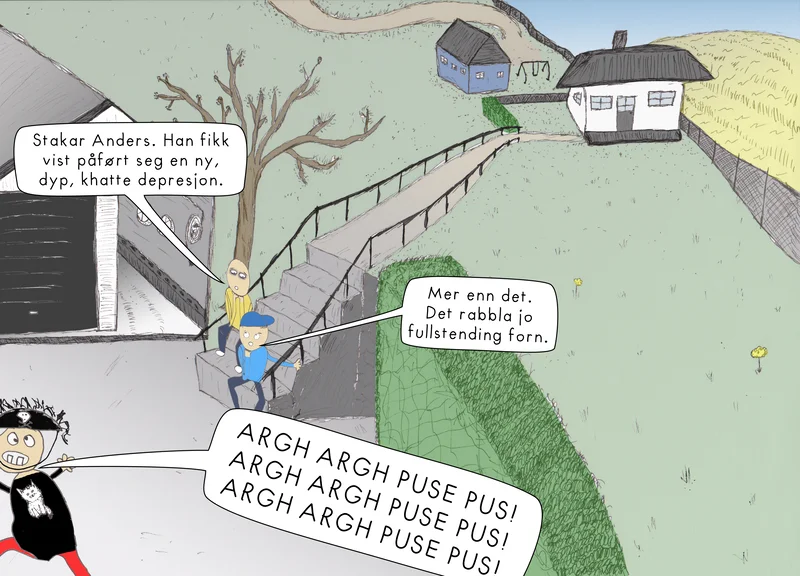 Stakar Anders. Han fikk
vist påført seg en ny,
dyp, khatte depresjon.
Mer enn det.
Det rabbla jo
fullstending forn.
ARGH ARGH PUSE PUS!
ARGH ARGH PUSE PUS!
ARGH ARGH PUSE PUS!